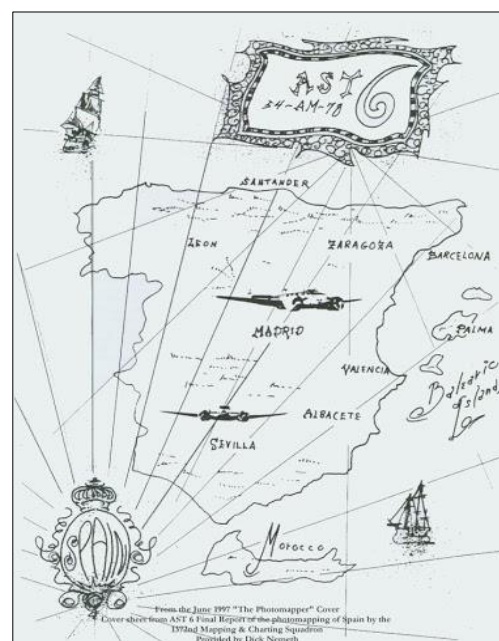 AST 6
54-AM-70
SANTANDER
LEON
ZARAGOZA
BARCELONA
MADRID
PALMA
VALENCIA
Balearic
Islands
ALBACETE
SEVILLA
SPAIN
Morocco
From the June 1997 "The Photomapper" Cover
Cover sheet from AST 6 Final Report of the photomapping of Spain by the
1372nd Mapping & Charting Squadron
Provided by Dick Nemeth